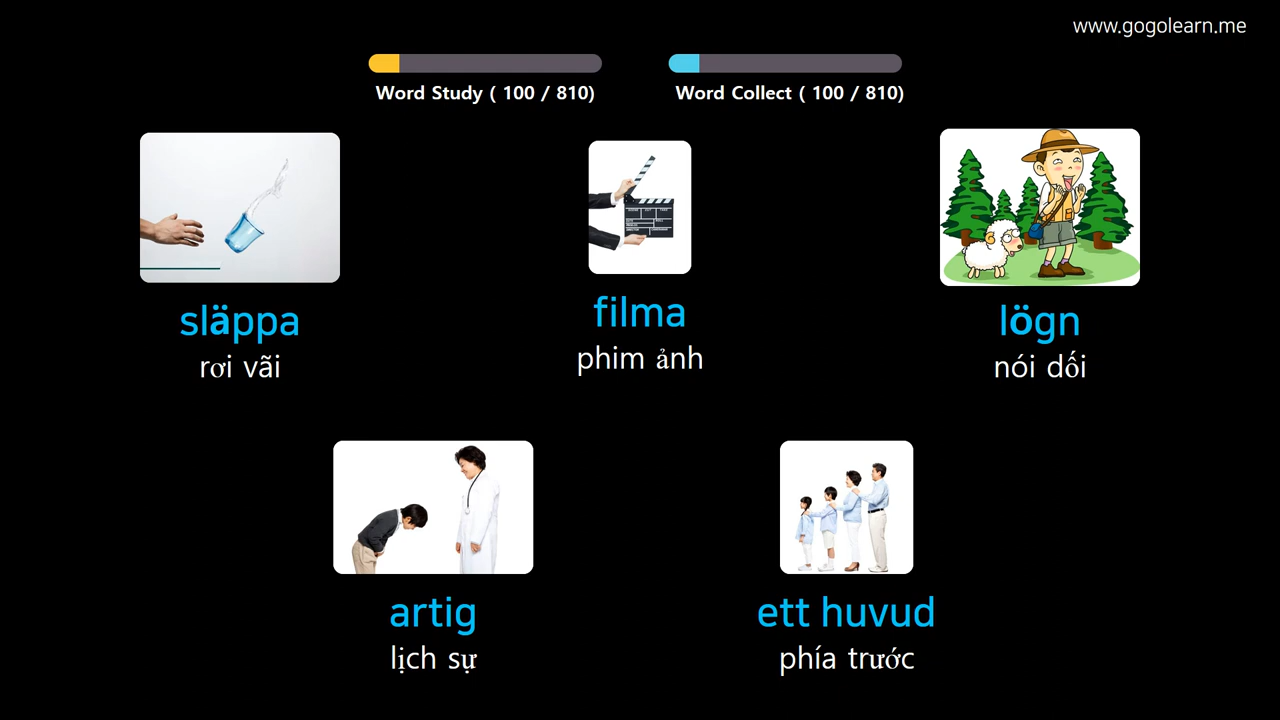 www.gogolearn.me
Word Study ( 100 / 810)
Word Collect ( 100 / 810)
släppa
rơi vãi
filma
phim ảnh
lögn
nói dối
artig
lịch sự
ett huvud
phía trước